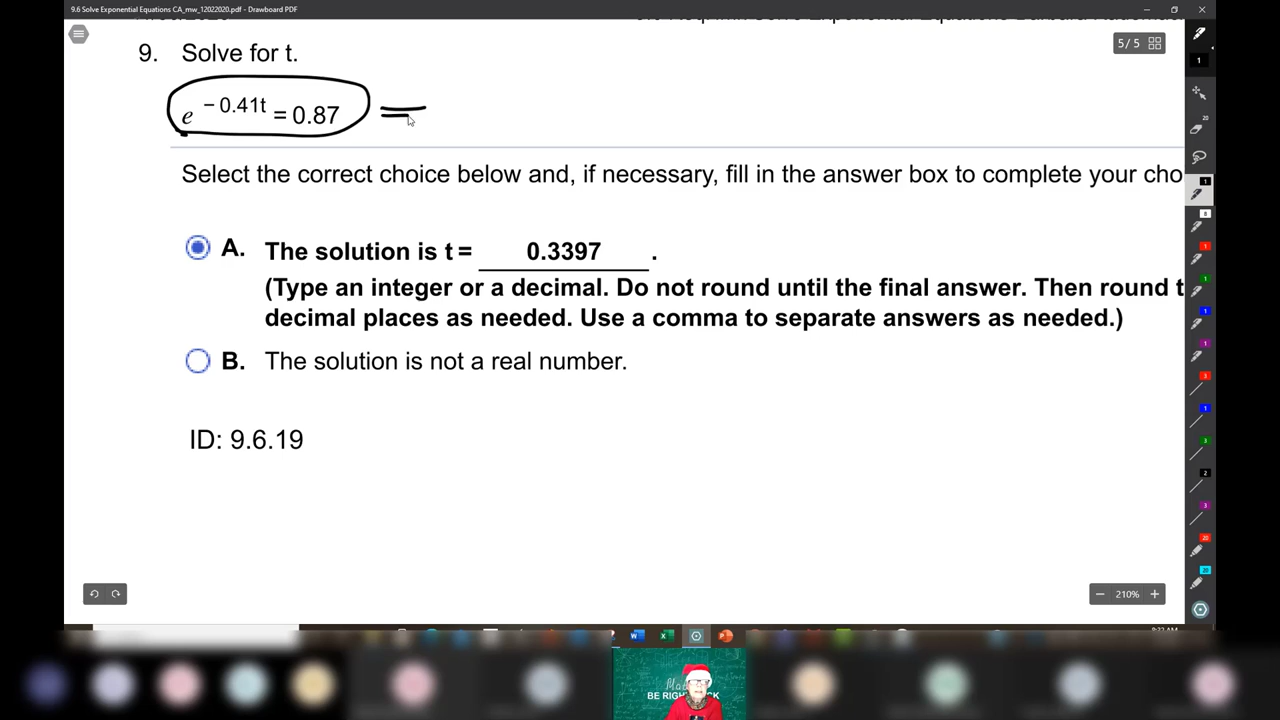 9.6 Solve Exponential Equations CA_mw_12022020.pdf - Drawboard PDF
5 / 5
9. Solve for t.
e − 0.41t = 0.87 =
Select the correct choice below and, if necessary, fill in the answer box to complete your cho
A. The solution is t = 0.3397 .
(Type an integer or a decimal. Do not round until the final answer. Then round t
decimal places as needed. Use a comma to separate answers as needed.)
B. The solution is not a real number.
ID: 9.6.19
210%
BE RIGHT